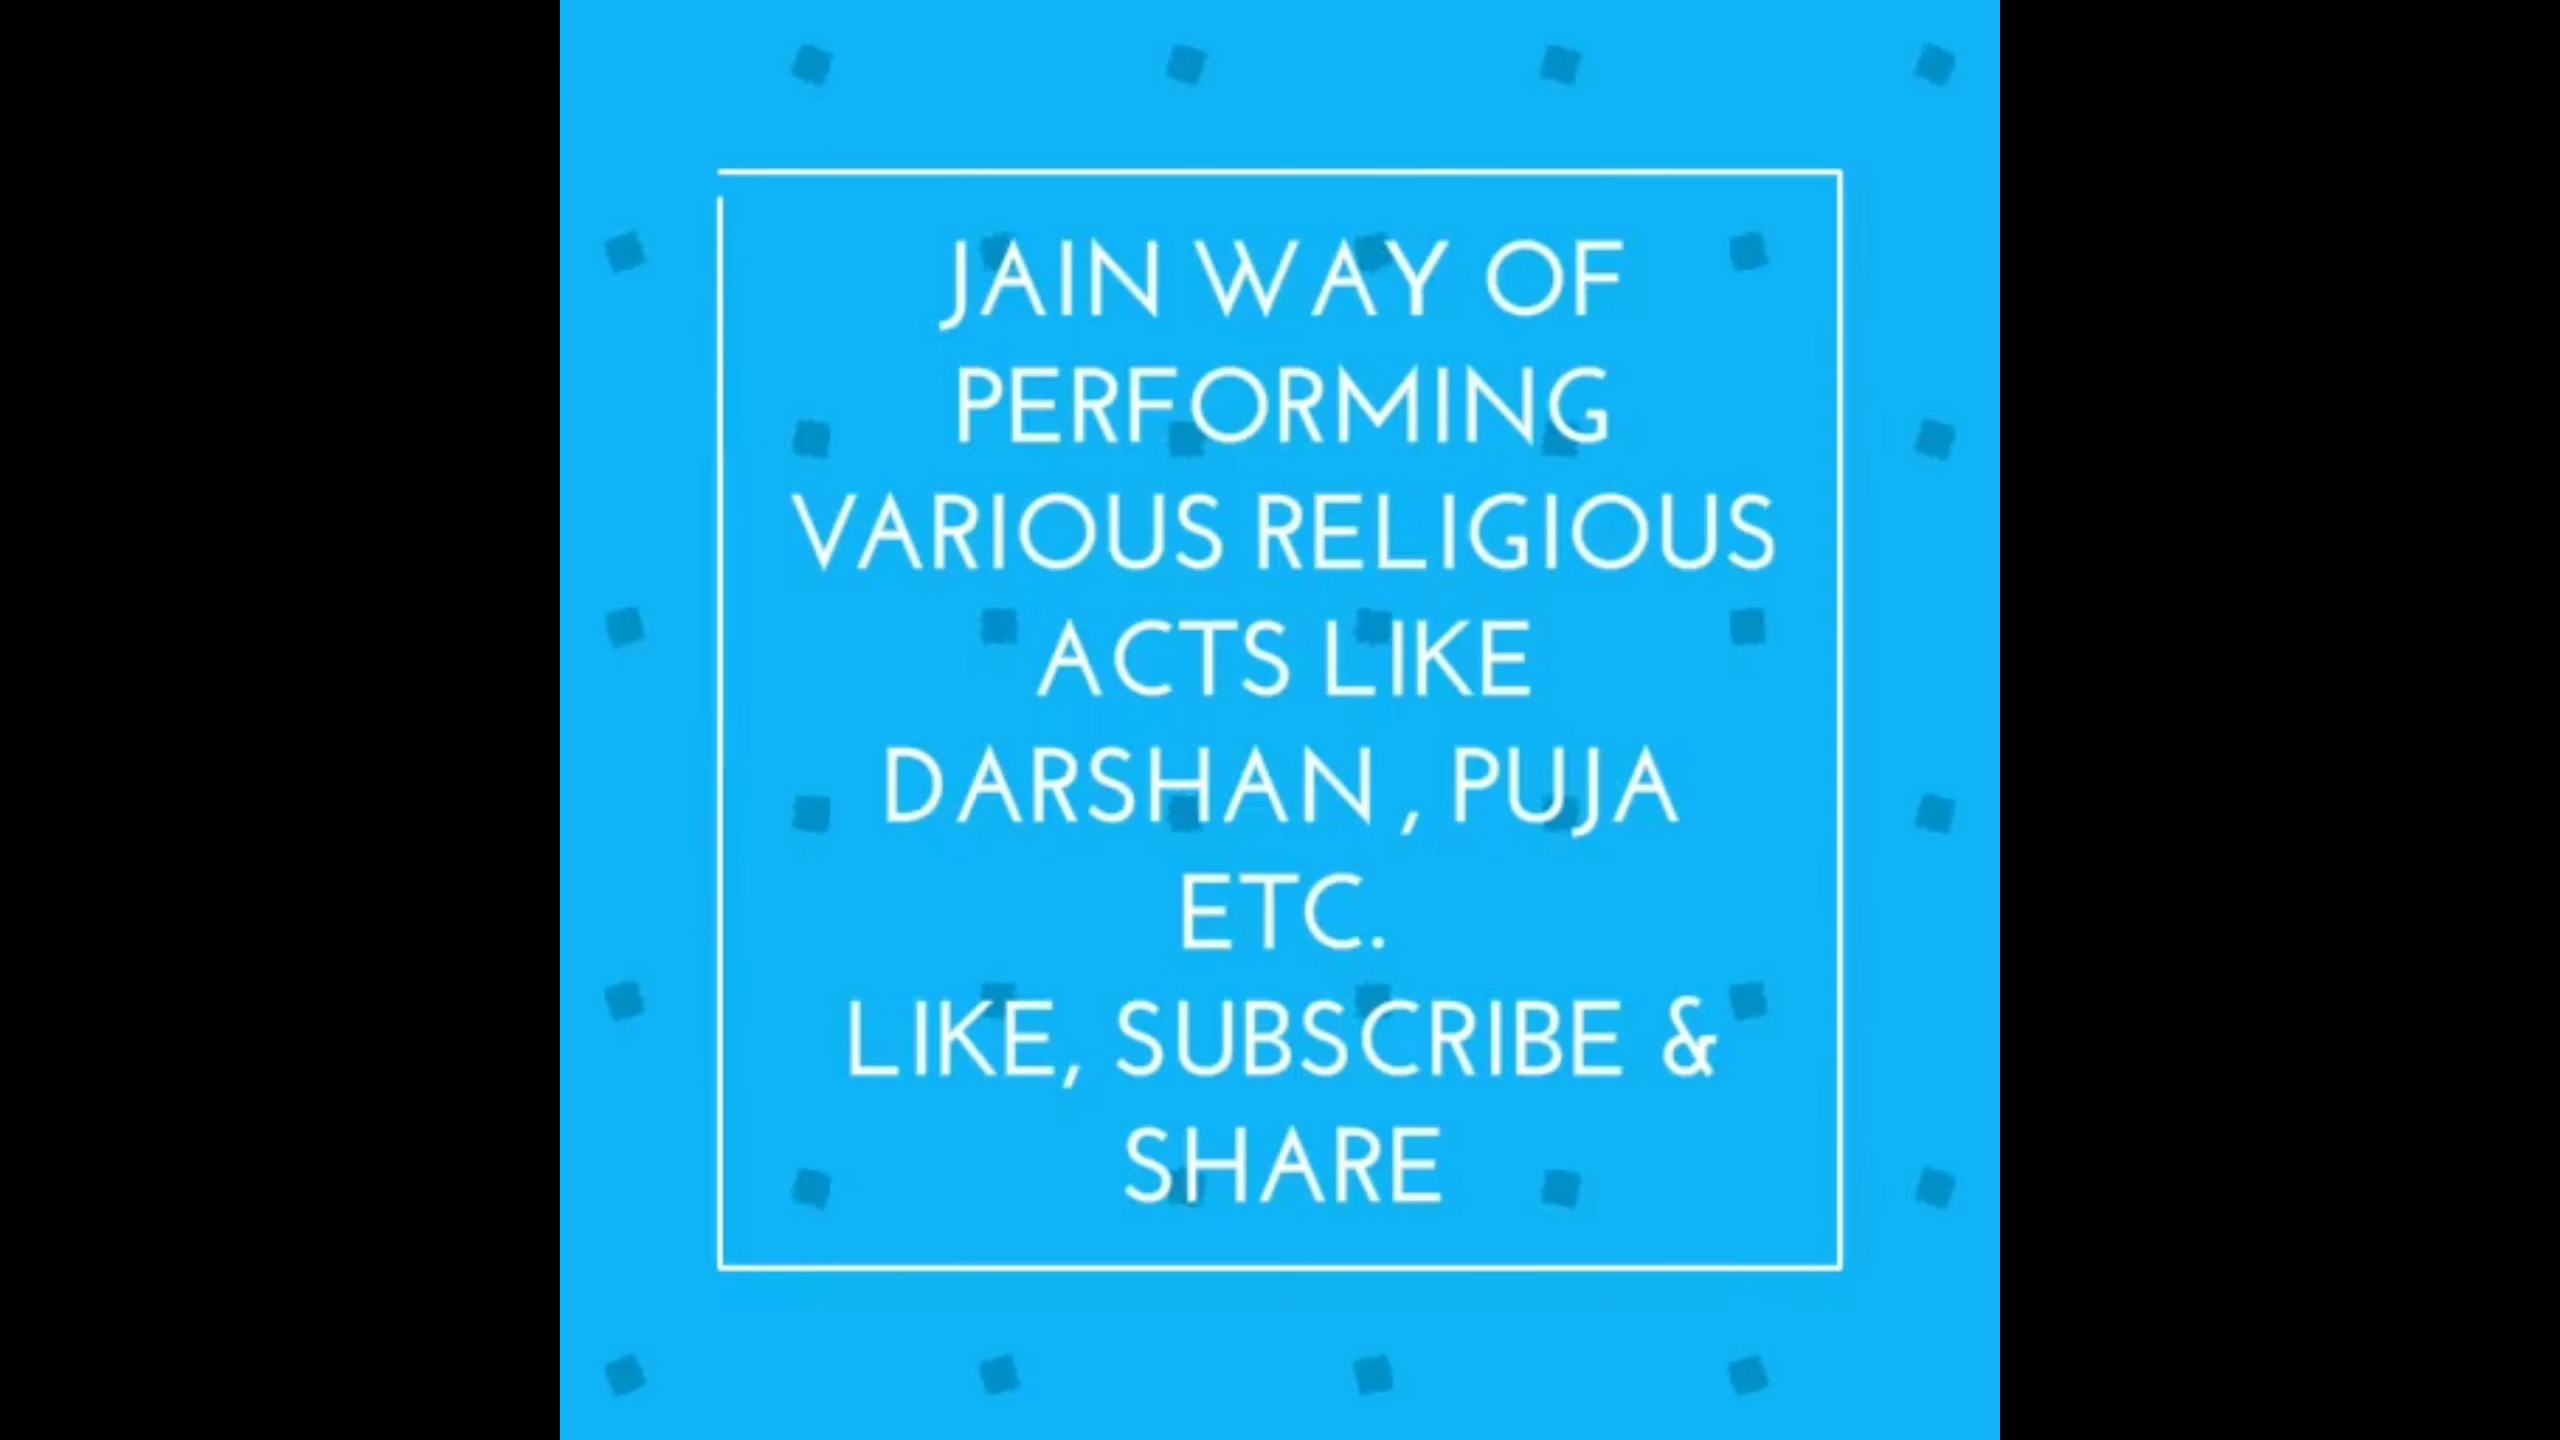 JAIN WAY OF
PERFORMING
VARIOUS RELIGIOUS
ACTS LIKE
DARSHAN , PUJA
ETC.
LIKE, SUBSCRIBE &
SHARE